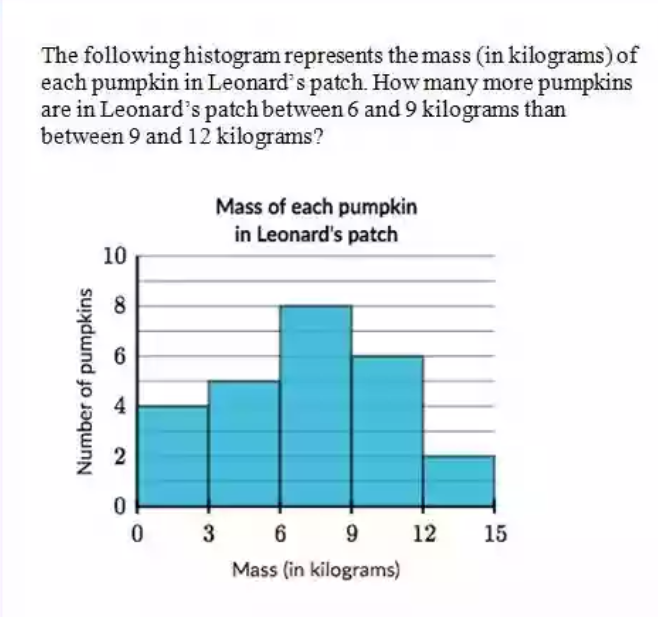 The following histogram represents the mass (in kilograms) of
each pumpkin in Leonard's patch. How many more pumpkins
are in Leonard's patch between 6 and 9 kilograms than
between 9 and 12 kilograms?
Mass of each pumpkin
in Leonard's patch
Number of pumpkins
10
8
6
4
2
0
0 3 6 9 12 15
Mass (in kilograms)